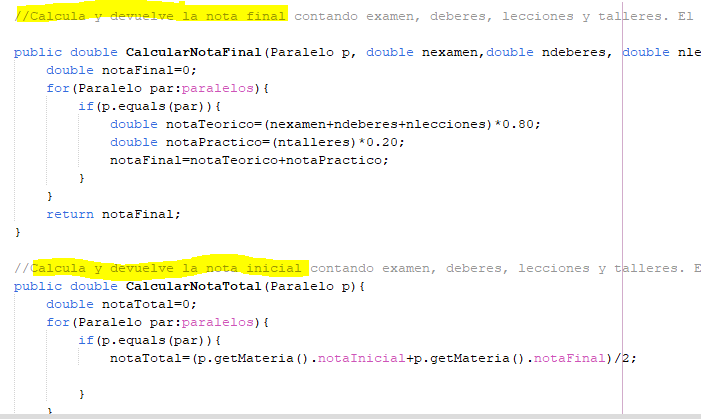 //Calcula y devuelve la nota final contando examen, deberes, lecciones y talleres. El
public double CalcularNotaFinal(Paralelo p, double nexamen,double ndeberes, double nle
double notaFinal=0;
for(Paralelo par:paralelos){
if(p.equals(par)){
double notaTeorico=(nexamen+ndeberes+nlecciones)*0.80;
double notaPractico=(ntalleres)*0.20;
notaFinal=notaTeorico+notaPractico;
}
}
return notaFinal;
}
//Calcula y devuelve la nota inicial contando examen, deberes, lecciones y talleres. E
public double CalcularNotaTotal(Paralelo p){
double notaTotal=0;
for(Paralelo par:paralelos){
if(p.equals(par)){
notaTotal=(p.getMateria().notaInicial+p.getMateria().notaFinal)/2;
}
}